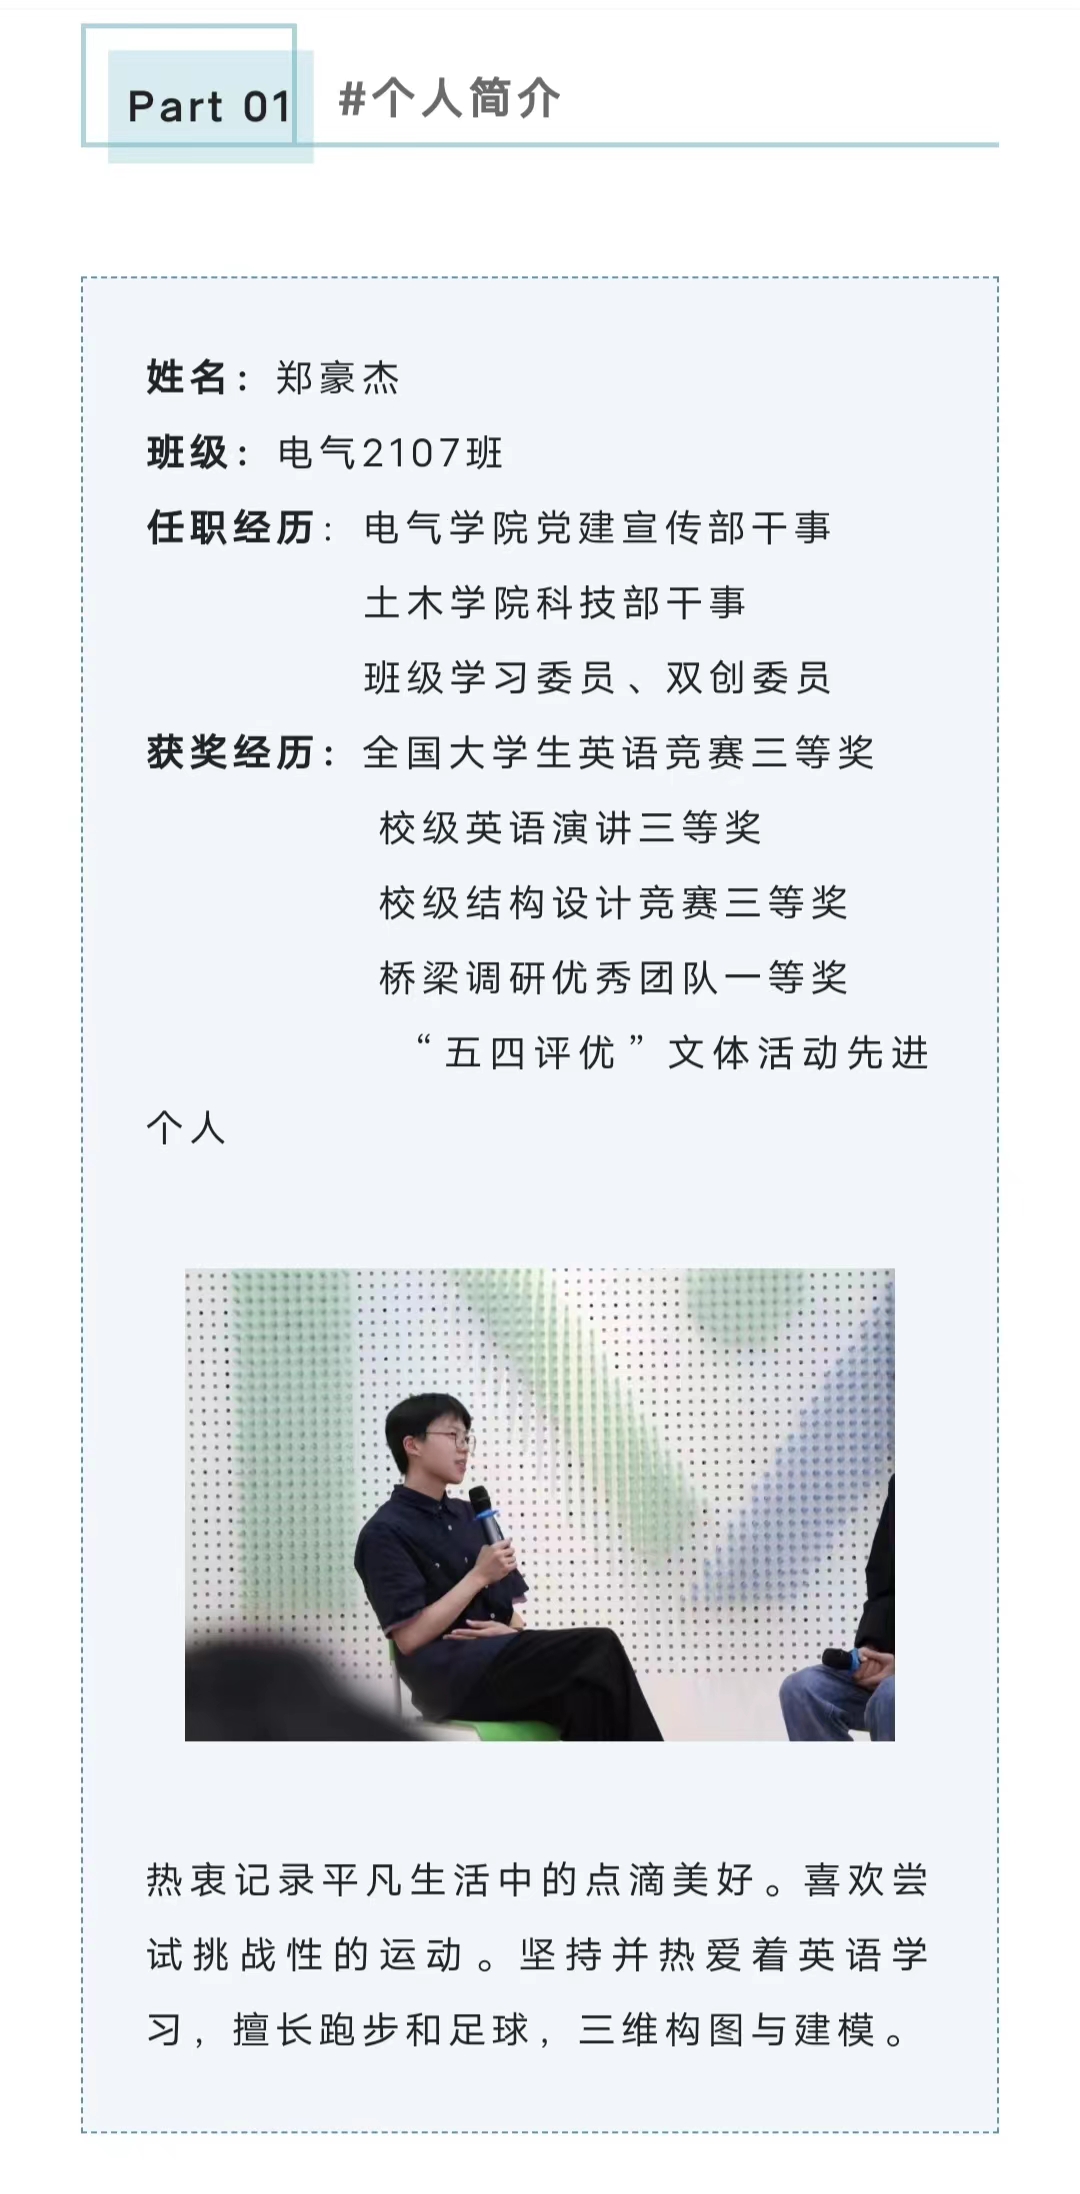 Part 01
#个人简介
姓名：郑豪杰
班级：电气2107班
任职经历：电气学院党建宣传部干事
土木学院科技部干事
班级学习委员、双创委员
获奖经历：全国大学生英语竞赛三等奖
校级英语演讲三等奖
校级结构设计竞赛三等奖
桥梁调研优秀团队一等奖
“五四评优”文体活动先进
个人
热衷记录平凡生活中的点滴美好。喜欢尝
试挑战性的运动。坚持并热爱着英语学
习，擅长跑步和足球，三维构图与建模。